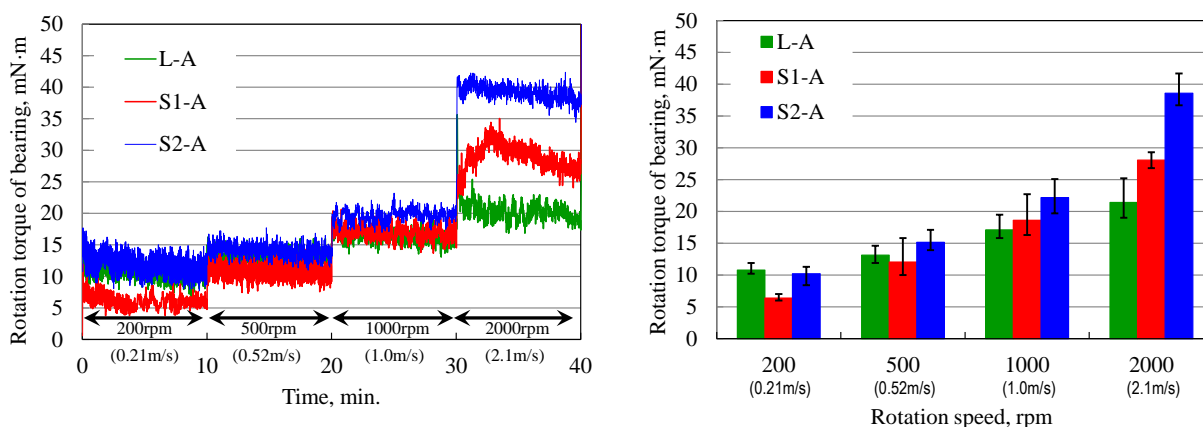 Rotation torque of bearing, mN·m
50
45
40
35
30
25
20
15
10
5
0
L-A
S1-A
S2-A
200rpm
500rpm
1000rpm
2000rpm
0
10
20
30
40
(0.21m/s)
(0.52m/s)
(1.0m/s)
(2.1m/s)
Time, min.
Rotation torque of bearing, mN·m
50
45
40
35
30
25
20
15
10
5
0
L-A
S1-A
S2-A
200
500
1000
2000
(0.21m/s)
(0.52m/s)
(1.0m/s)
(2.1m/s)
Rotation speed, rpm